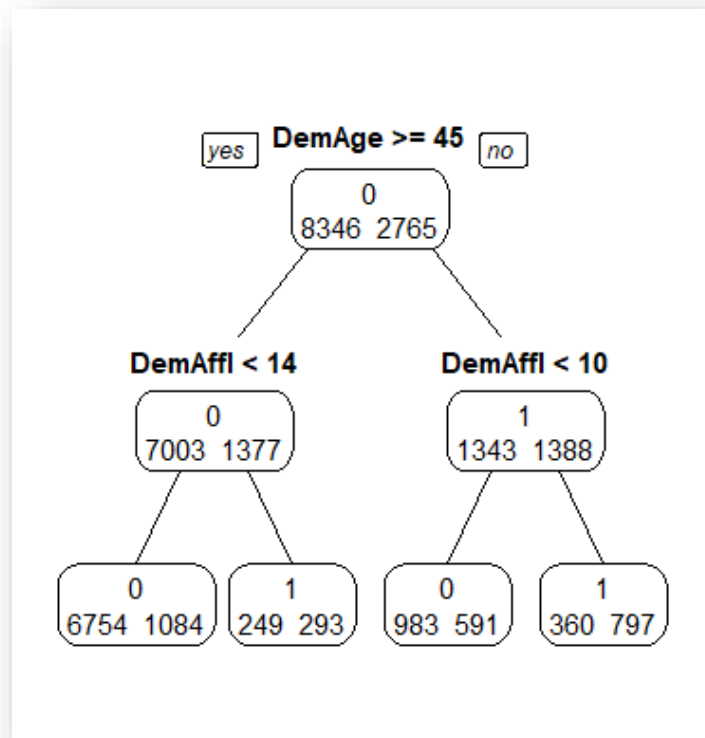 yes DemAge >= 45 no
0
8346 2765
DemAffl < 14 DemAffl < 10
0 1
7003 1377 1343 1388
0 1 0 1
6754 1084 249 293 983 591 360 797